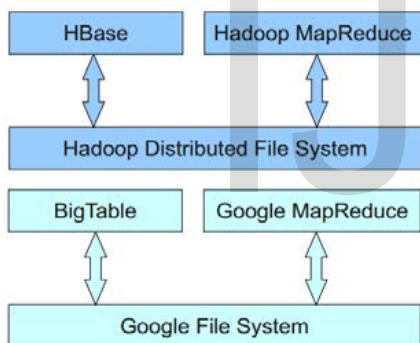 HBase
Hadoop MapReduce
Hadoop Distributed File System
BigTable
Google MapReduce
Google File System